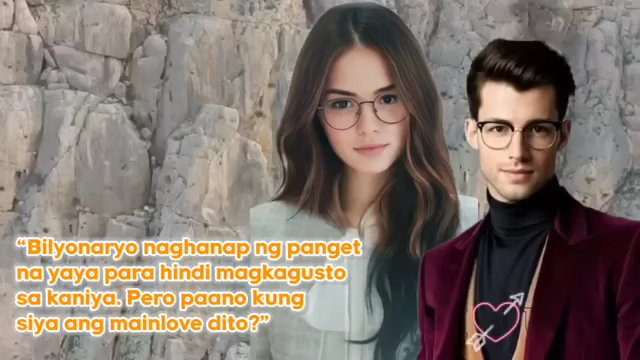 “Bilyonaryo naghanap ng panget
na yaya para hindi magkagusto
sa kaniya. Pero paano kung
siya ang mainlove dito?”